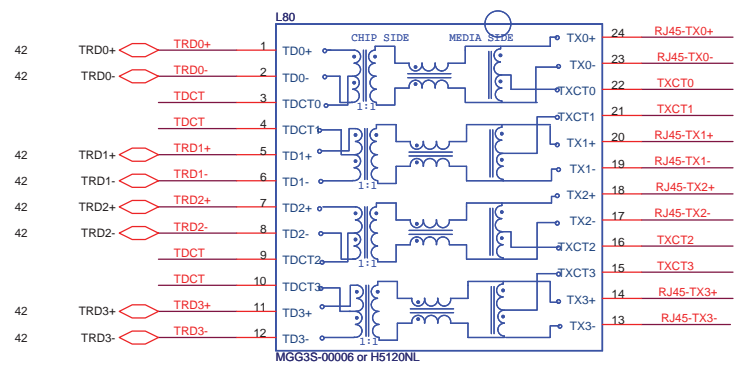 L80
CHIP SIDE MEDIA SIDE
42 TRD0+ TRD0+ 1 TD0+ TX0+ 24 RJ45-TX0+
42 TRD0- TRD0- 2 TD0- TX0- 23 RJ45-TX0-
TDCT 3 TDCT0 TXCT0 22 TXCT0
1:1
TDCT 4 TDCT1 TXCT1 21 TXCT1
42 TRD1+ TRD1+ 5 TD1+ TX1+ 20 RJ45-TX1+
42 TRD1- TRD1- 6 TD1- TX1- 19 RJ45-TX1-
1:1
42 TRD2+ TRD2+ 7 TD2+ TX2+ 18 RJ45-TX2+
42 TRD2- TRD2- 8 TD2- TX2- 17 RJ45-TX2-
TDCT 9 TDCT2 TXCT2 16 TXCT2
1:1
TDCT 10 TDCT3 TXCT3 15 TXCT3
42 TRD3+ TRD3+ 11 TD3+ TX3+ 14 RJ45-TX3+
42 TRD3- TRD3- 12 TD3- TX3- 13 RJ45-TX3-
1:1
MGG3S-00006 or H5120NL